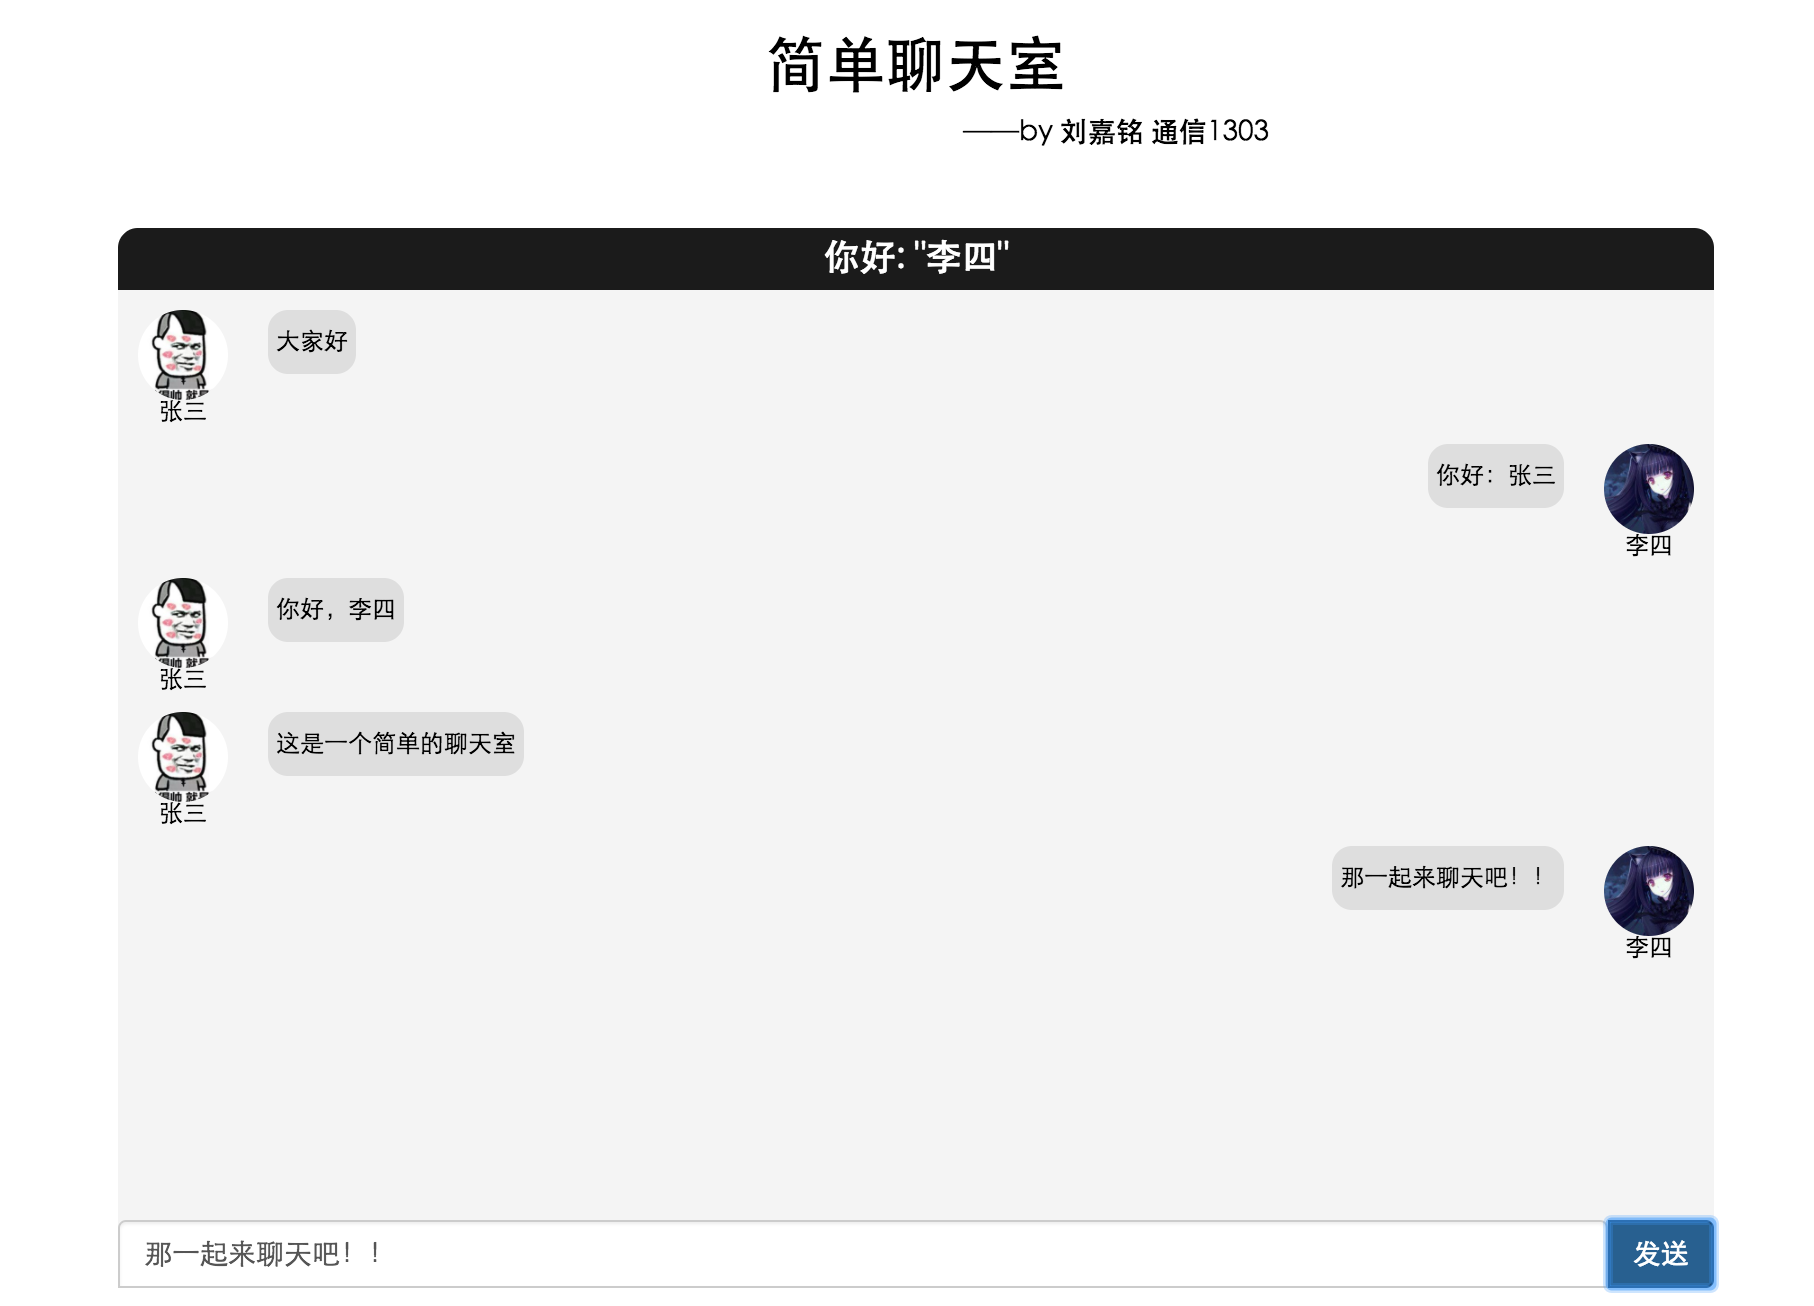 简单聊天室
——by 刘嘉铭 通信1303
你好: "李四"
大家好
张三
你好：张三
李四
你好，李四
张三
这是一个简单的聊天室
张三
那一起来聊天吧！！
李四
那一起来聊天吧！！
发送